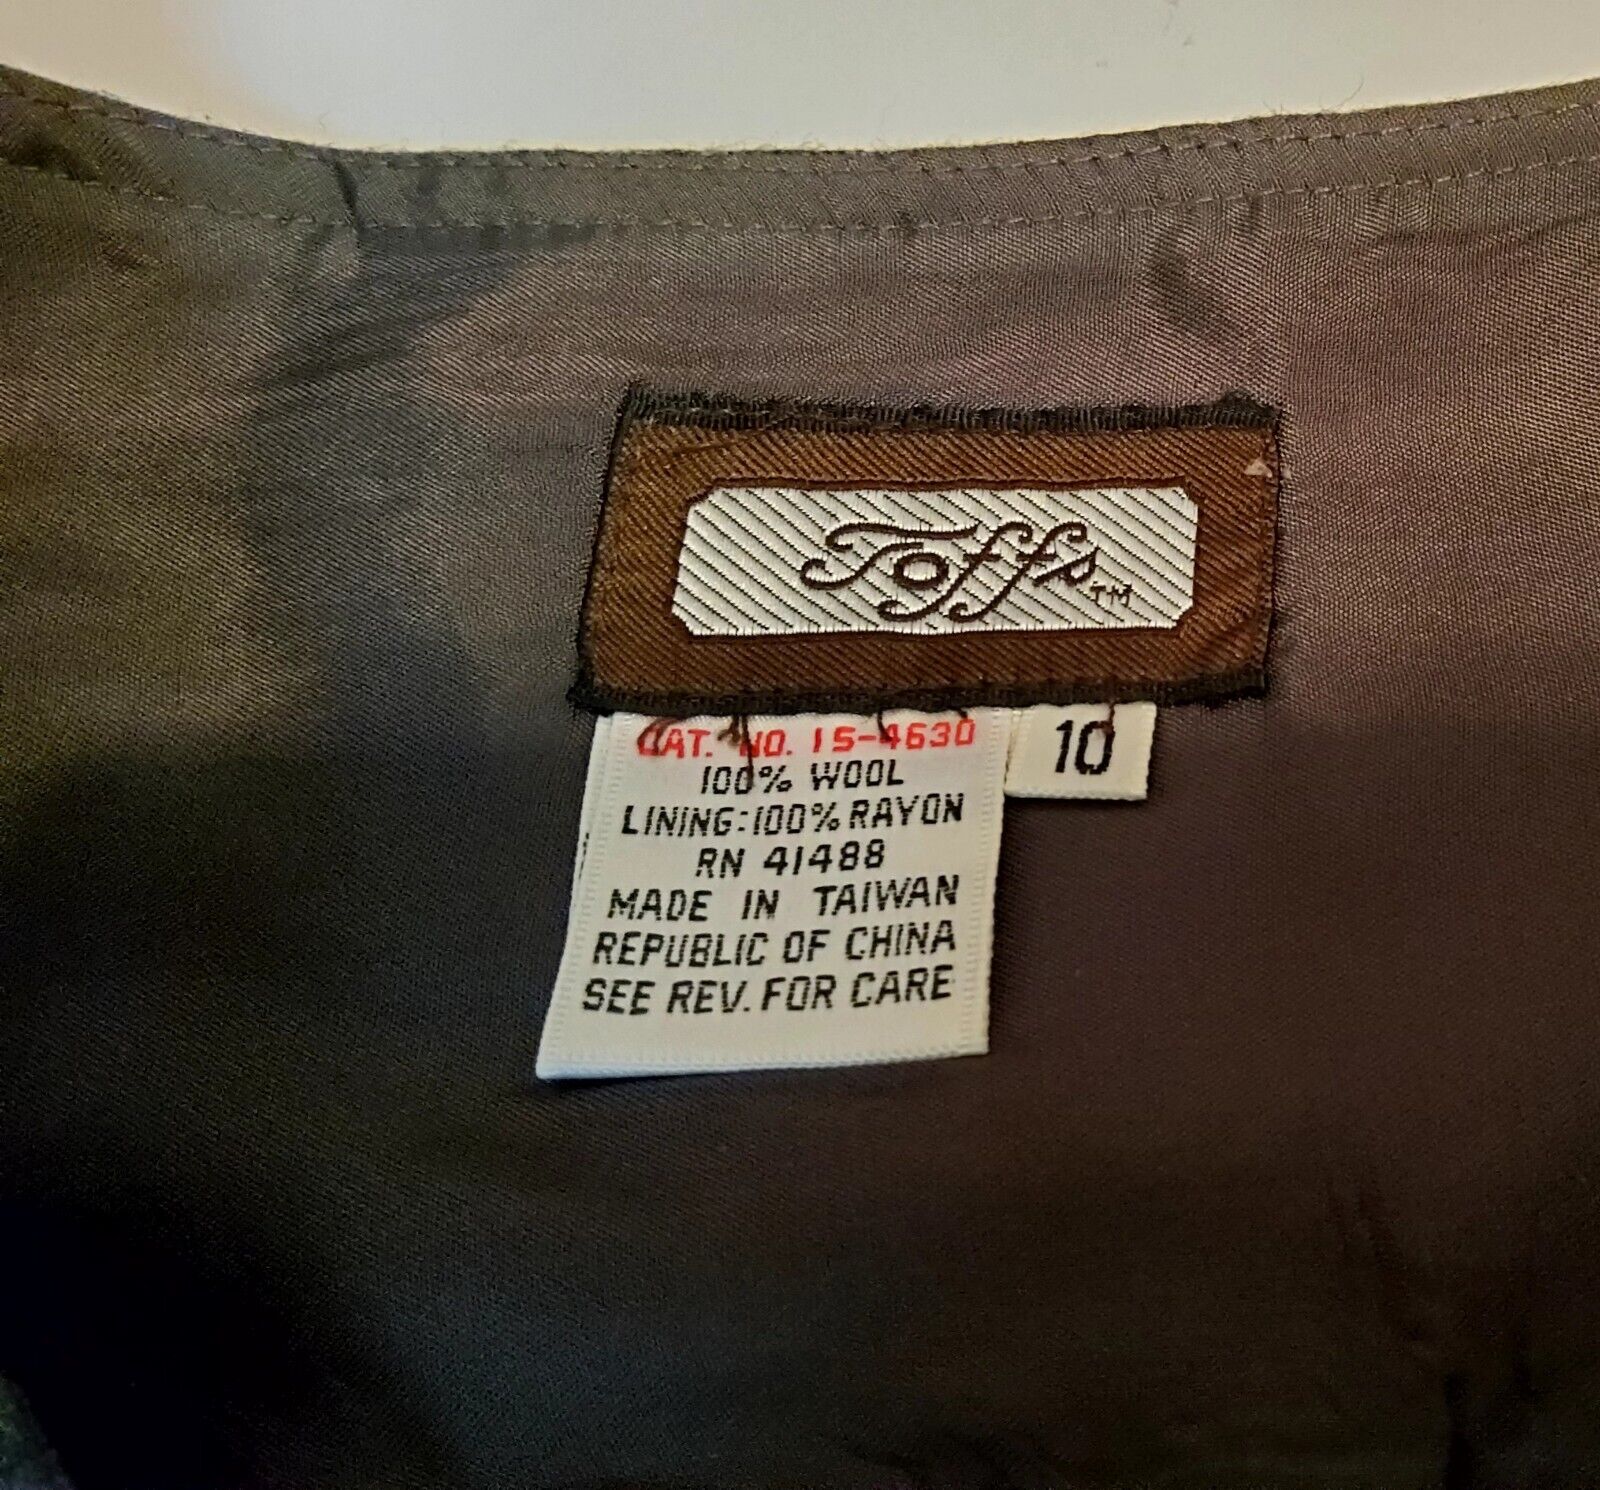 Toffs™
CAT. NO. 15-4630
10
100% WOOL
LINING:100% RAYON
RN 41488
MADE IN TAIWAN
REPUBLIC OF CHINA
SEE REV. FOR CARE